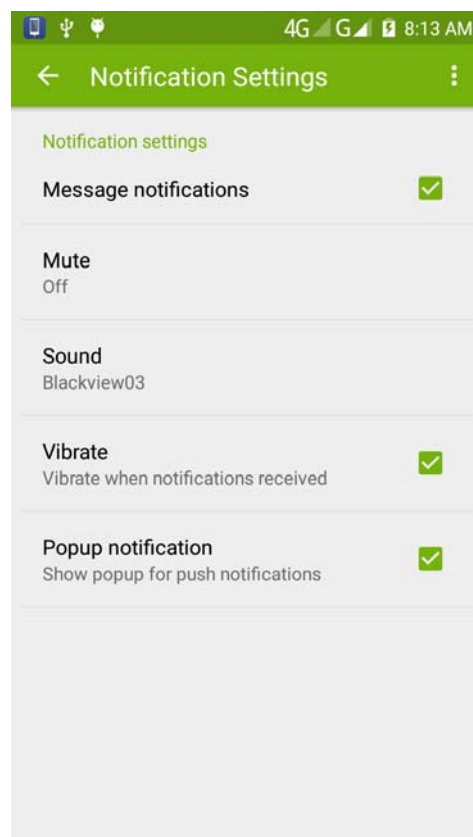 4G G 8:13 AM
Notification Settings
Notification settings
Message notifications
Mute
Off
Sound
Blackview03
Vibrate
Vibrate when notifications received
Popup notification
Show popup for push notifications